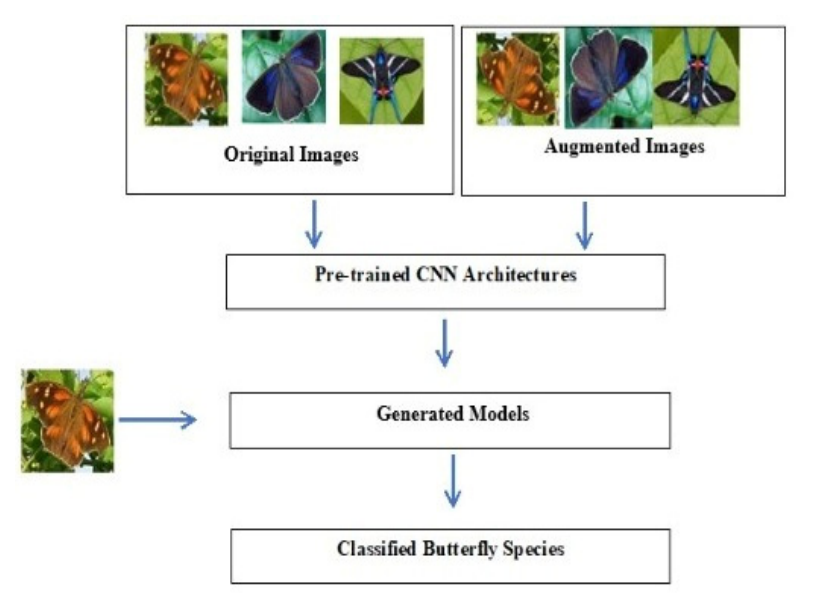 Original Images
Augmented Images
Pre-trained CNN Architectures
Generated Models
Classified Butterfly Species